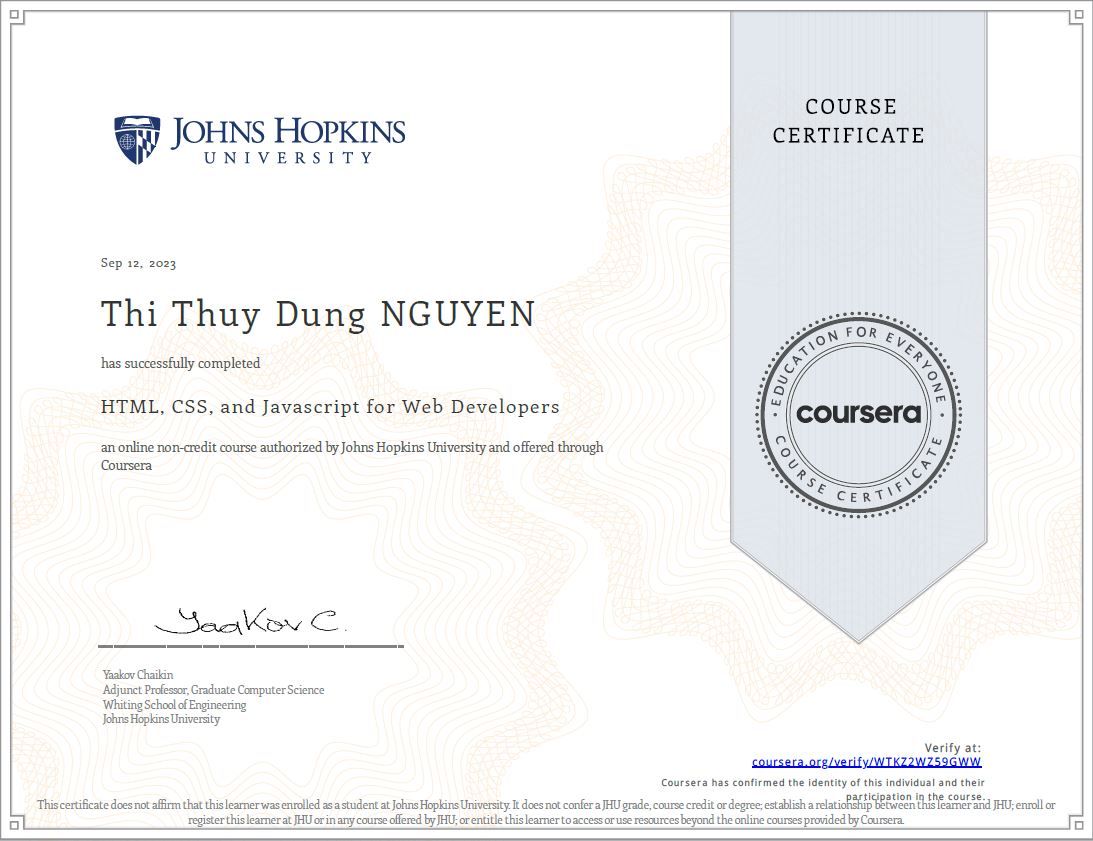 JOHNS HOPKINS
UNIVERSITY
COURSE
CERTIFICATE
Sep 12, 2023
Thi Thuy Dung NGUYEN
has successfully completed
HTML, CSS, and Javascript for Web Developers
an online non-credit course authorized by Johns Hopkins University and offered through
Coursera
EDUCATION FOR EVERYONE
coursera
COURSE CERTIFICATE
Yaakov C.
Yaakov Chaikin
Adjunct Professor, Graduate Computer Science
Whiting School of Engineering
Johns Hopkins University
Verify at:
coursera.org/verify/WTKZ2WZ59GWW
Coursera has confirmed the identity of this individual and their
participation in the course.
This certificate does not affirm that this learner was enrolled as a student at Johns Hopkins University. It does not confer a JHU grade, course credit or degree; establish a relationship between this learner and JHU; enroll or
register this learner at JHU or in any course offered by JHU; or entitle this learner to access or use resources beyond the online courses provided by Coursera.